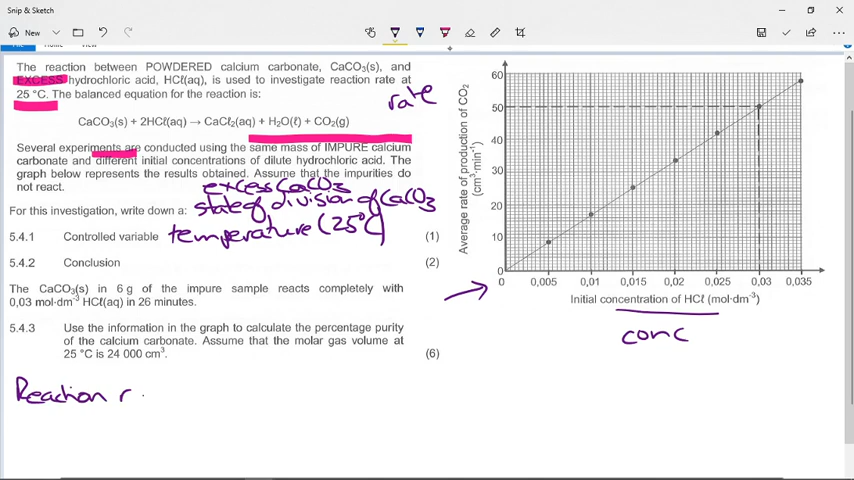 Snip & Sketch
New
File
Home
View
The reaction between POWDERED calcium carbonate, CaCO3(s), and
EXCESS hydrochloric acid, HCℓ(aq), is used to investigate reaction rate at
25 °C. The balanced equation for the reaction is:
rate
CaCO3(s) + 2HCℓ(aq) → CaCℓ2(aq) + H2O(ℓ) + CO2(g)
Several experiments are conducted using the same mass of IMPURE calcium
carbonate and different initial concentrations of dilute hydrochloric acid. The
graph below represents the results obtained. Assume that the impurities do
not react.
excess CaCO3
For this investigation, write down a:
state of division of CaCO3
5.4.1 Controlled variable temperature (25°C) (1)
5.4.2 Conclusion (2)
The CaCO3(s) in 6 g of the impure sample reacts completely with
0,03 mol·dm-3 HCℓ(aq) in 26 minutes.
5.4.3 Use the information in the graph to calculate the percentage purity
of the calcium carbonate. Assume that the molar gas volume at
25 °C is 24 000 cm3. (6)
Reaction r
Average rate of production of CO2
(cm3·min-1)
60
50
40
30
20
10
0
0 0,005 0,01 0,015 0,02 0,025 0,03 0,035
Initial concentration of HCℓ (mol·dm-3)
conc